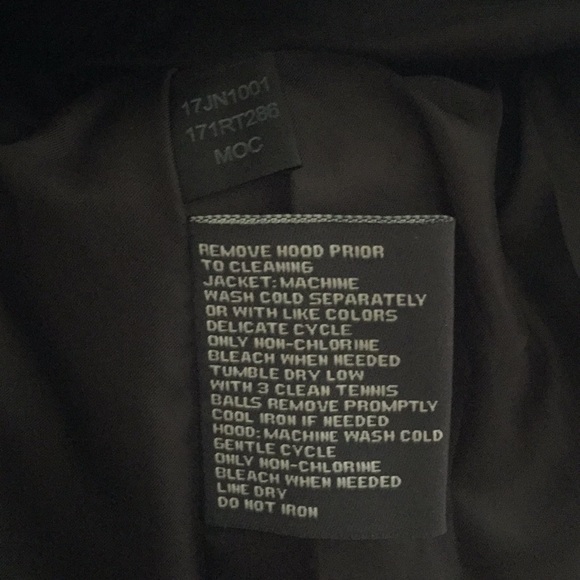 17JN1001
171RT286
MOC
REMOVE HOOD PRIOR
TO CLEANING
JACKET: MACHINE
WASH COLD SEPARATELY
OR WITH LIKE COLORS
DELICATE CYCLE
ONLY NON-CHLORINE
BLEACH WHEN NEEDED
TUMBLE DRY LOW
WITH 3 CLEAN TENNIS
BALLS REMOVE PROMPTLY
COOL IRON IF NEEDED
HOOD: MACHINE WASH COLD
GENTLE CYCLE
ONLY NON-CHLORINE
BLEACH WHEN NEEDED
LINE DRY
DO NOT IRON